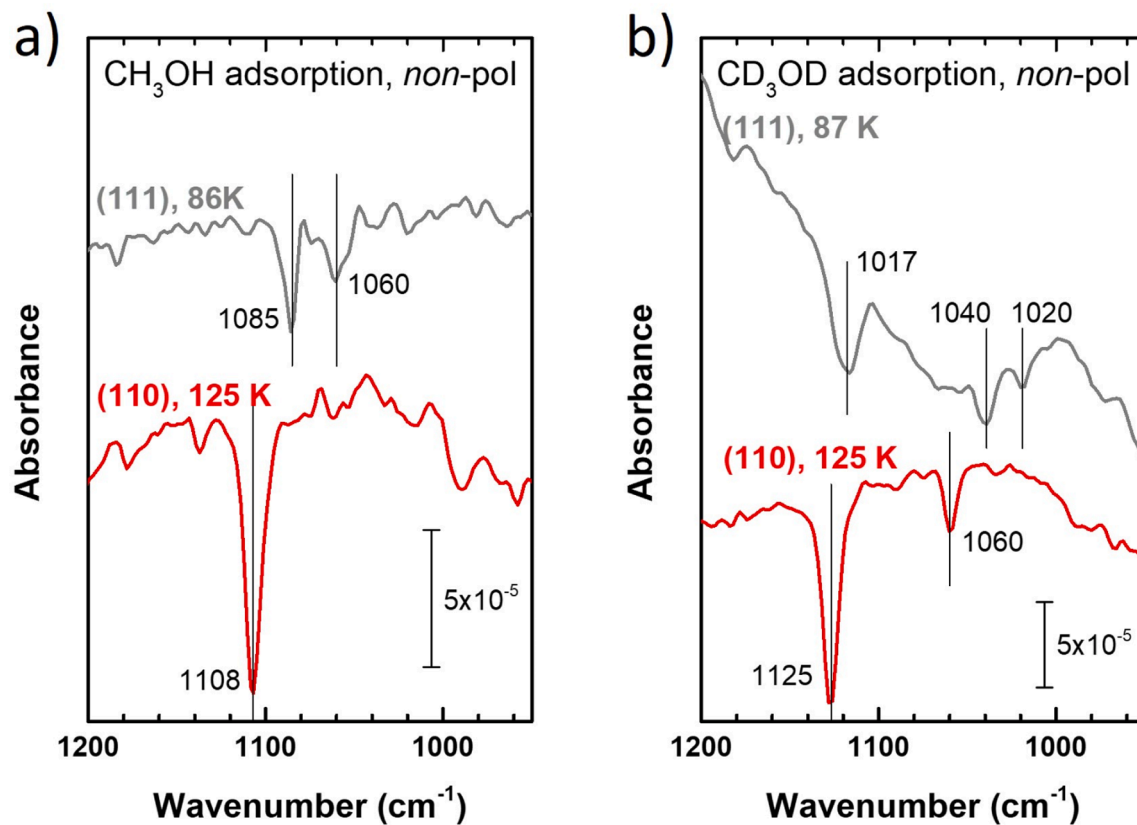 a)
CH₃OH adsorption, non-pol
(111), 86K
1085
1060
(110), 125 K
5x10⁻⁵
1108
Absorbance
1200 1100 1000
Wavenumber (cm⁻¹)
b)
CD₃OD adsorption, non-pol
(111), 87 K
1017
1040 1020
(110), 125 K
1060
1125
5x10⁻⁵
Absorbance
1200 1100 1000
Wavenumber (cm⁻¹)